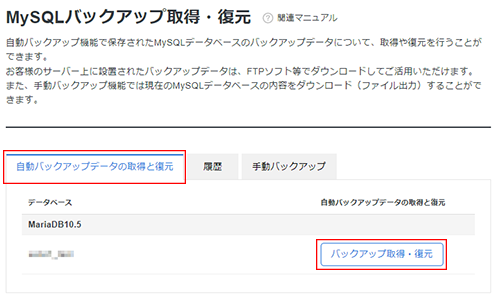 MySQLバックアップ取得・復元 ? 関連マニュアル
自動バックアップ機能で保存されたMySQLデータベースのバックアップデータについて、取得や復元を行うことが
できます。
お客様のサーバー上に設置されたバックアップデータは、FTPソフト等でダウンロードしてご活用いただけます。
また、手動バックアップ機能では現在のMySQLデータベースの内容をダウンロード（ファイル出力）することがで
きます。
自動バックアップデータの取得と復元 履歴 手動バックアップ
データベース 自動バックアップデータの取得と復元
MariaDB10.5
バックアップ取得・復元